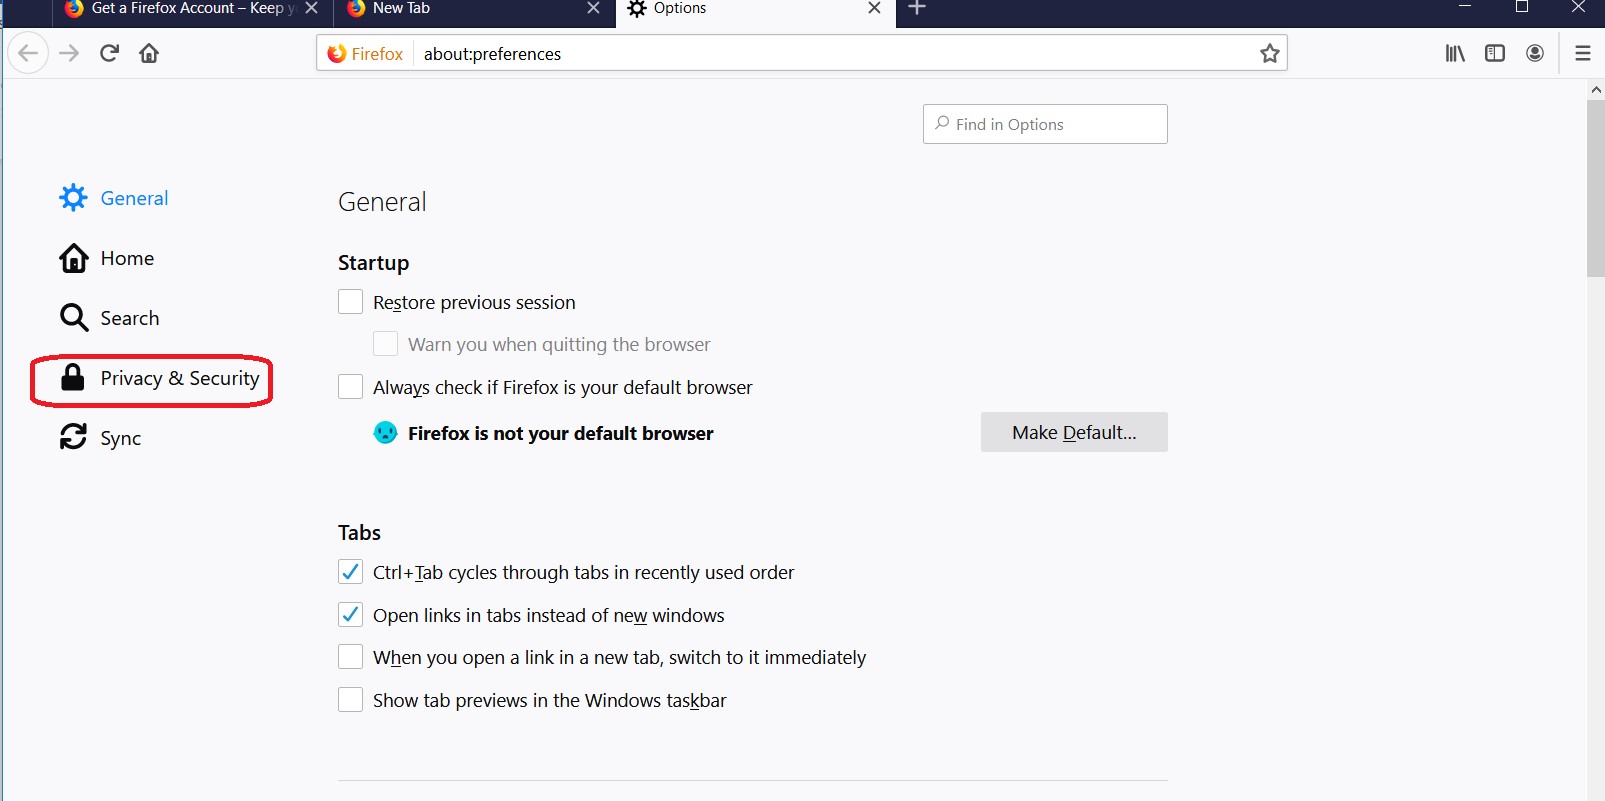 Get a Firefox Account – Keep y
New Tab
Options
Firefox
about:preferences
Find in Options
General
Home
Search
Privacy & Security
Sync
General
Startup
Restore previous session
Warn you when quitting the browser
Always check if Firefox is your default browser
Firefox is not your default browser
Make Default...
Tabs
Ctrl+Tab cycles through tabs in recently used order
Open links in tabs instead of new windows
When you open a link in a new tab, switch to it immediately
Show tab previews in the Windows taskbar